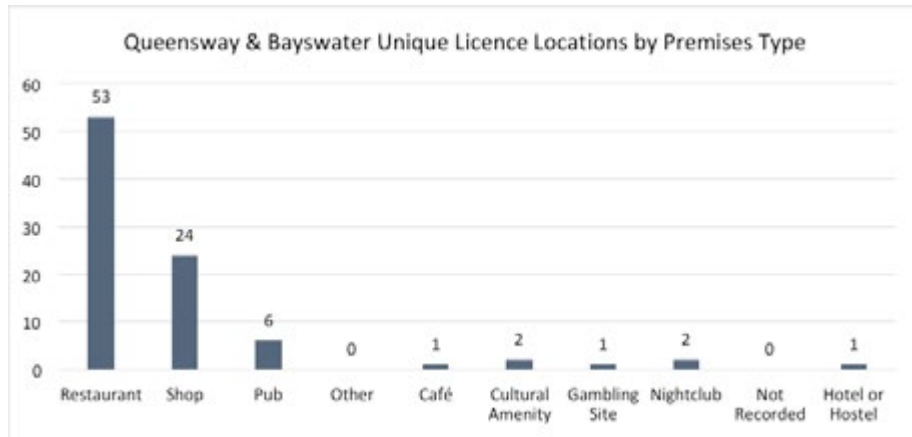 Queensway & Bayswater Unique Licence Locations by Premises Type
60
50
40
30
20
10
0
53
24
6
0
1
2
1
2
0
1
Restaurant
Shop
Pub
Other
Café
Cultural
Amenity
Gambling
Site
Nightclub
Not
Recorded
Hotel or
Hostel